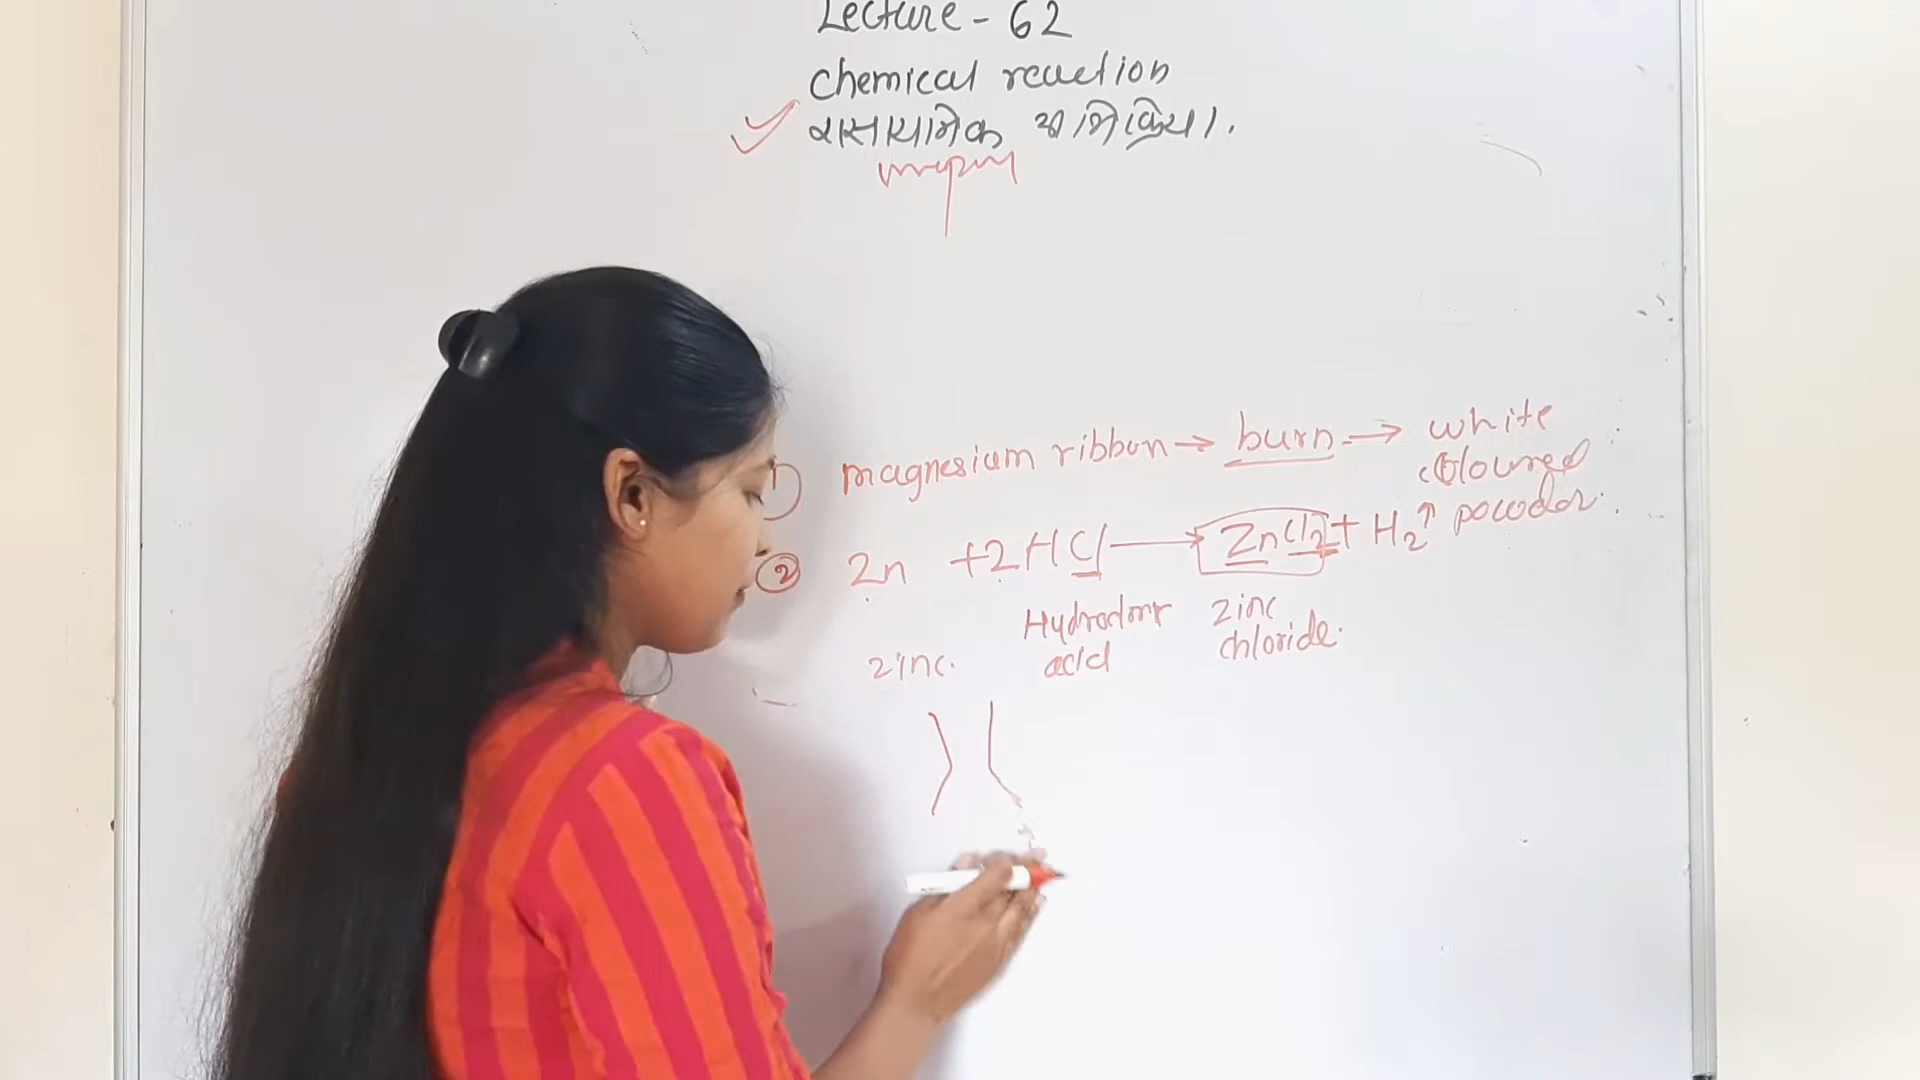 Lecture - 62
Chemical reaction
रासायनिक अभिक्रिया.
1 magnesium ribbon → burn → white
coloured
powder.
2 Zn + 2HCl → ZnCl2 + H2↑
zinc. acid zinc
chloride.